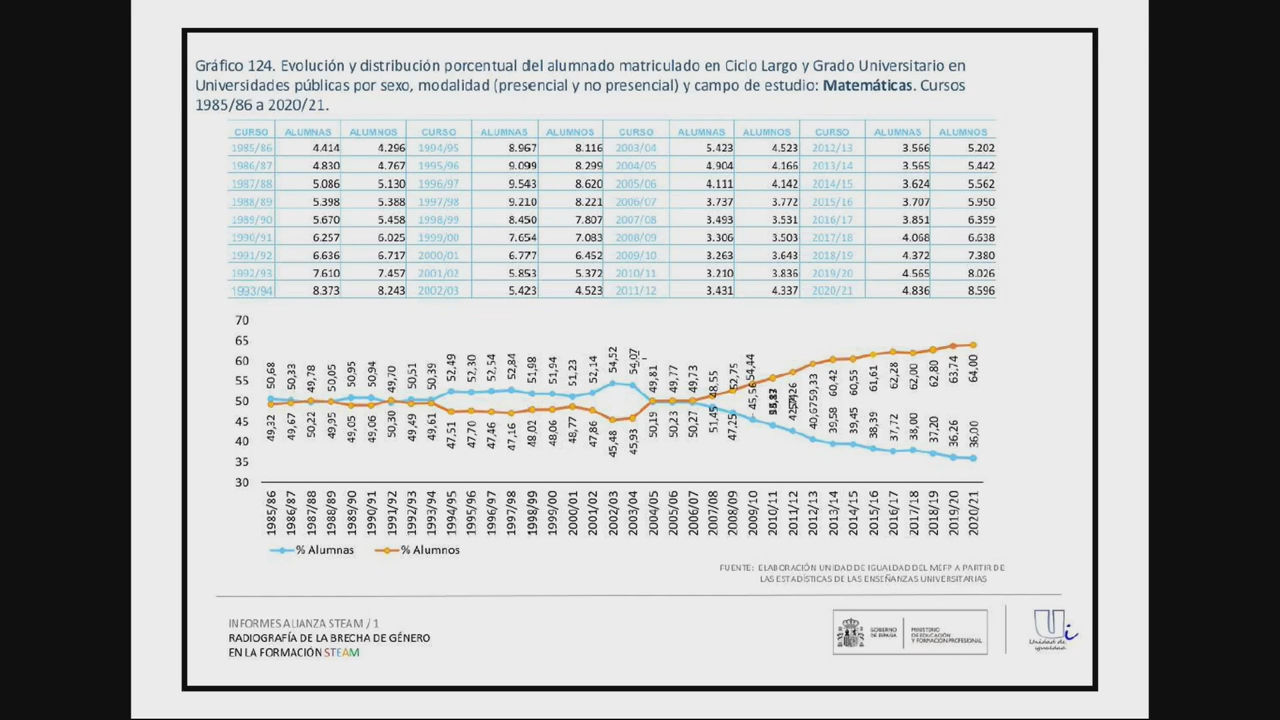 Gráfico 124. Evolución y distribución porcentual del alumnado matriculado en Ciclo Largo y Grado Universitario en
Universidades públicas por sexo, modalidad (presencial y no presencial) y campo de estudio: Matemáticas. Cursos
1985/86 a 2020/21.
CURSO ALUMNAS ALUMNOS CURSO ALUMNAS ALUMNOS CURSO ALUMNAS ALUMNOS CURSO ALUMNAS ALUMNOS
1985/86 4.414 4.296 1994/95 8.967 8.116 2003/04 5.423 4.523 2012/13 3.566 5.202
1986/87 4.830 4.767 1995/96 9.099 8.299 2004/05 4.904 4.166 2013/14 3.565 5.442
1987/88 5.086 5.130 1996/97 9.543 8.620 2005/06 4.111 4.142 2014/15 3.624 5.562
1988/89 5.398 5.388 1997/98 9.210 8.221 2006/07 3.737 3.772 2015/16 3.707 5.950
1989/90 5.670 5.458 1998/99 8.450 7.807 2007/08 3.493 3.531 2016/17 3.851 6.359
1990/91 6.257 6.025 1999/00 7.654 7.083 2008/09 3.306 3.503 2017/18 4.068 6.638
1991/92 6.636 6.717 2000/01 6.777 6.452 2009/10 3.263 3.643 2018/19 4.372 7.380
1992/93 7.610 7.457 2001/02 5.853 5.372 2010/11 3.210 3.836 2019/20 4.565 8.026
1993/94 8.373 8.243 2002/03 5.423 4.523 2011/12 3.431 4.337 2020/21 4.836 8.596
70
65
60
55
50
45
40
35
30
50,68 50,33 49,78 50,05 50,95 50,94 49,70 50,51 50,39 52,49 52,30 52,54 52,84 51,98 51,94 51,23 52,14 54,52 54,07 49,81 49,77 49,73 48,55 52,75 54,44 59,33 60,42 60,55 61,61 62,28 62,00 62,80 63,74 64,00
49,32 49,67 50,22 49,95 49,05 49,06 50,30 49,49 49,61 47,51 47,70 47,46 47,16 48,02 48,06 48,77 47,86 45,48 45,93 50,19 50,23 50,27 51,45 47,25 45,56 40,67 39,58 39,45 38,39 37,72 38,00 37,20 36,26 36,00
1985/86 1986/87 1987/88 1988/89 1989/90 1990/91 1991/92 1992/93 1993/94 1994/95 1995/96 1996/97 1997/98 1998/99 1999/00 2000/01 2001/02 2002/03 2003/04 2004/05 2005/06 2006/07 2007/08 2008/09 2009/10 2010/11 2011/12 2012/13 2013/14 2014/15 2015/16 2016/17 2017/18 2018/19 2019/20 2020/21
% Alumnas % Alumnos
FUENTE: ELABORACIÓN UNIDAD DE IGUALDAD DEL MEFP A PARTIR DE
LAS ESTADÍSTICAS DE LAS ENSEÑANZAS UNIVERSITARIAS
INFORMES ALIANZA STEAM / 1
RADIOGRAFÍA DE LA BRECHA DE GÉNERO
EN LA FORMACIÓN STEAM
GOBIERNO
DE ESPAÑA
MINISTERIO
DE EDUCACIÓN
Y FORMACIÓN PROFESIONAL
Ui
Unidad de
igualdad